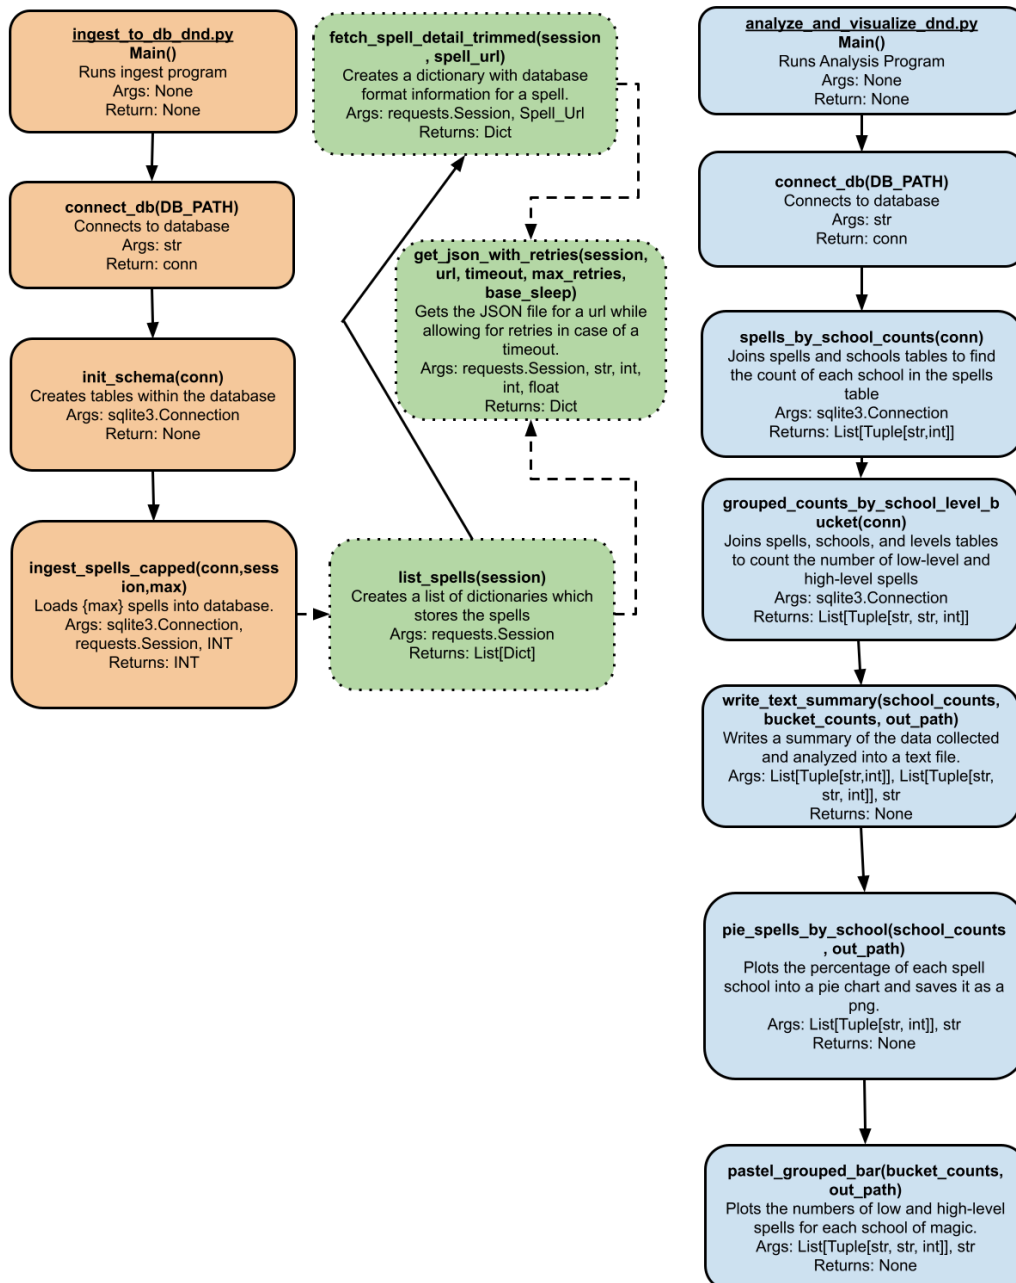 ingest_to_db_dnd.py
Main()
Runs ingest program
Args: None
Return: None
connect_db(DB_PATH)
Connects to database
Args: str
Return: conn
init_schema(conn)
Creates tables within the database
Args: sqlite3.Connection
Return: None
ingest_spells_capped(conn,ses
sion,max)
Loads {max} spells into database.
Args: sqlite3.Connection,
requests.Session, INT
Returns: INT
fetch_spell_detail_trimmed(session
, spell_url)
Creates a dictionary with database
format information for a spell.
Args: requests.Session, Spell_Url
Returns: Dict
get_json_with_retries(session,
url, timeout, max_retries,
base_sleep)
Gets the JSON file for a url while
allowing for retries in case of a
timeout.
Args: requests.Session, str, int,
int, float
Returns: Dict
list_spells(session)
Creates a list of dictionaries which
stores the spells
Args: requests.Session
Returns: List[Dict]
analyze_and_visualize_dnd.py
Main()
Runs Analysis Program
Args: None
Return: None
connect_db(DB_PATH)
Connects to database
Args: str
Return: conn
spells_by_school_counts(conn)
Joins spells and schools tables to find
the count of each school in the spells
table
Args: sqlite3.Connection
Returns: List[Tuple[str,int]]
grouped_counts_by_school_level_b
ucket(conn)
Joins spells, schools, and levels tables
to count the number of low-level and
high-level spells
Args: sqlite3.Connection
Returns: List[Tuple[str, str, int]]
write_text_summary(school_counts,
bucket_counts, out_path)
Writes a summary of the data collected
and analyzed into a text file.
Args: List[Tuple[str,int]], List[Tuple[str,
str, int]], str
Returns: None
pie_spells_by_school(school_counts
, out_path)
Plots the percentage of each spell
school into a pie chart and saves it as a
png.
Args: List[Tuple[str, int]], str
Returns: None
pastel_grouped_bar(bucket_counts,
out_path)
Plots the numbers of low and high-level
spells for each school of magic.
Args: List[Tuple[str, str, int]], str
Returns: None